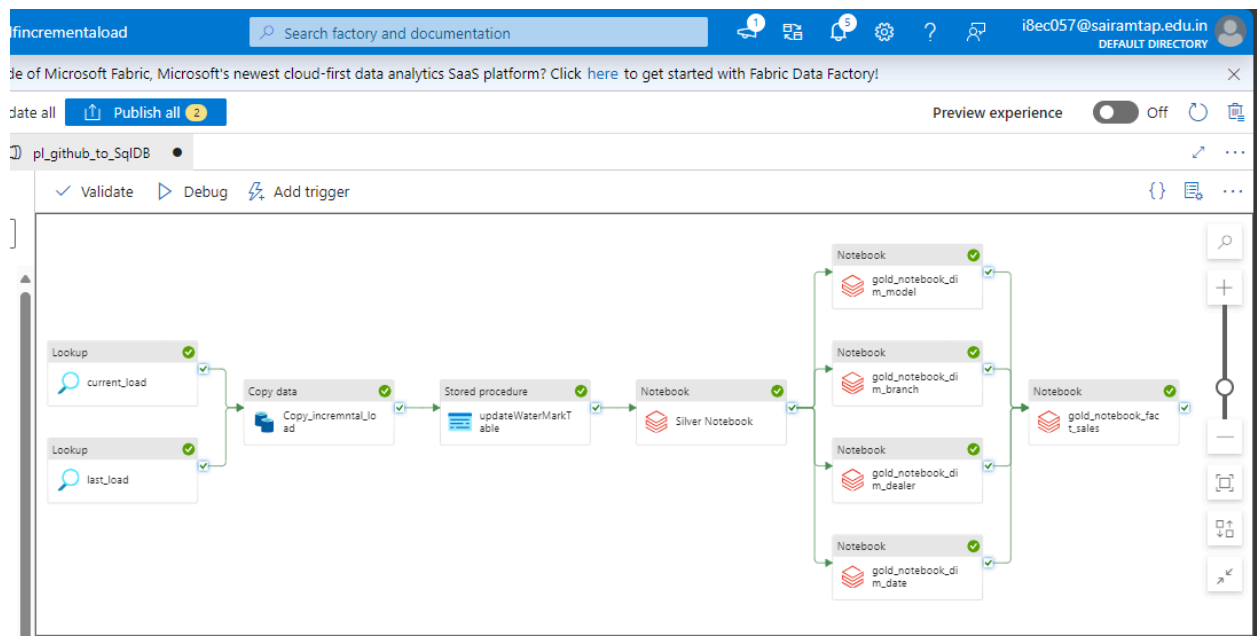 lfincrementaload
Search factory and documentation
1
5
i8ec057@sairamtap.edu.in
DEFAULT DIRECTORY
de of Microsoft Fabric, Microsoft's newest cloud-first data analytics SaaS platform? Click here to get started with Fabric Data Factory!
date all
Publish all 2
Preview experience
Off
pl_github_to_SqlDB
Validate
Debug
Add trigger
{}
Lookup
current_load
Lookup
last_load
Copy data
Copy_incremntal_lo
ad
Stored procedure
updateWaterMarkT
able
Notebook
Silver Notebook
Notebook
gold_notebook_di
m_model
Notebook
gold_notebook_di
m_branch
Notebook
gold_notebook_di
m_dealer
Notebook
gold_notebook_di
m_date
Notebook
gold_notebook_fac
t_sales